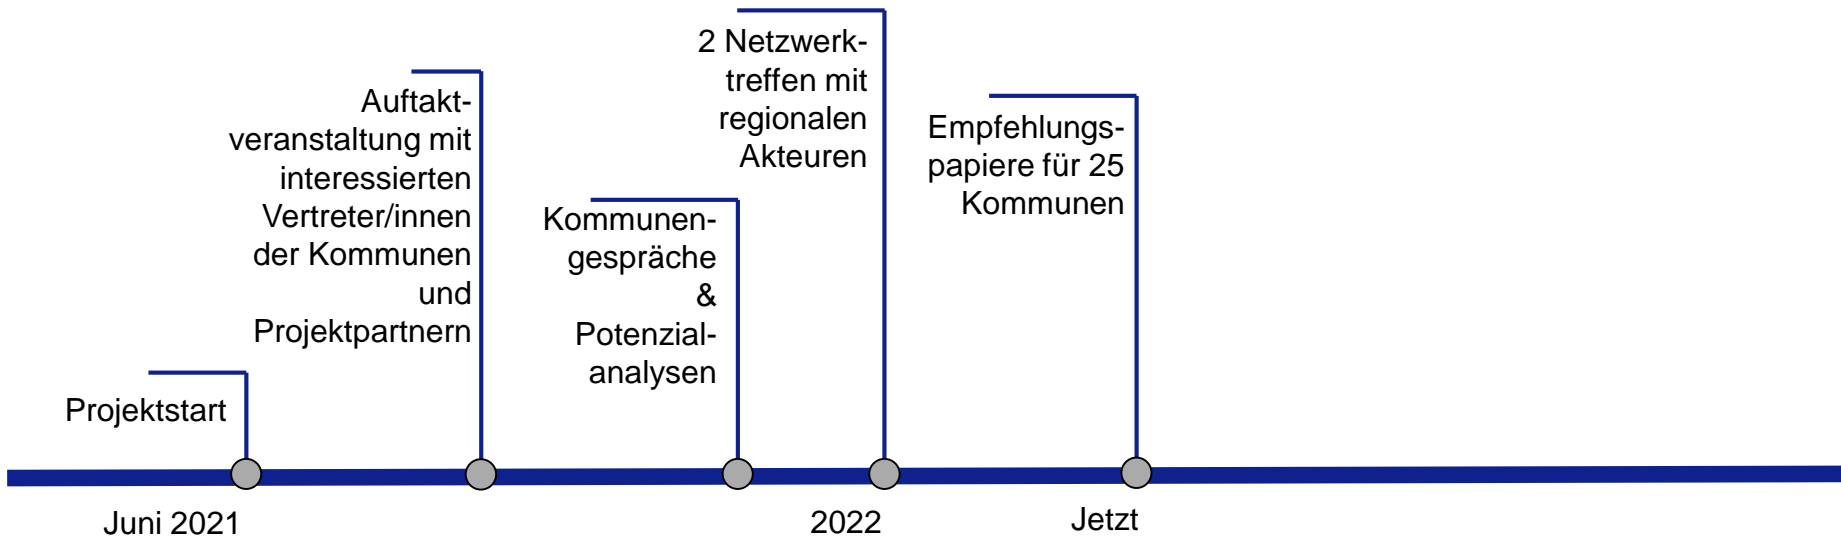 Projektstart
Auftakt-
veranstaltung mit
interessierten
Vertreter/innen
der Kommunen
und
Projektpartnern
Kommunen-
gespräche
&
Potenzial-
analysen
2 Netzwerk-
treffen mit
regionalen
Akteuren
Empfehlungs-
papiere für 25
Kommunen
Juni 2021
2022
Jetzt